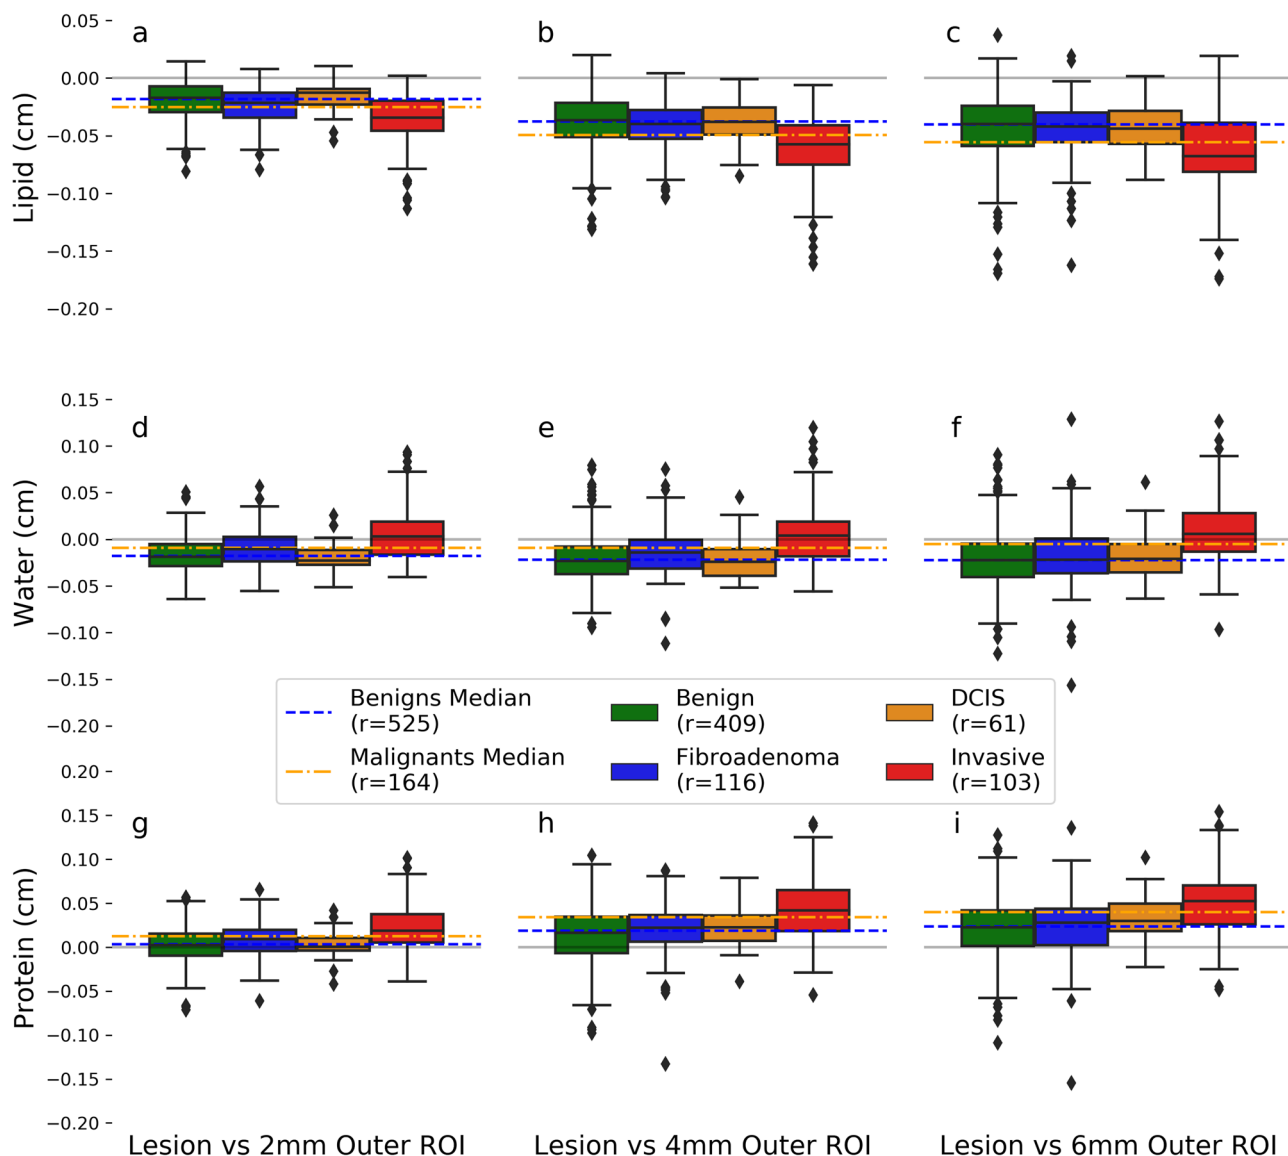 a
b
c
0.05
0.00
−0.05
−0.10
−0.15
−0.20
Lipid (cm)
d
e
f
0.15
0.10
0.05
0.00
−0.05
−0.10
−0.15
−0.20
Water (cm)
Benigns Median
(r=525)
Malignants Median
(r=164)
Benign
(r=409)
Fibroadenoma
(r=116)
DCIS
(r=61)
Invasive
(r=103)
g
h
i
0.20
0.15
0.10
0.05
0.00
−0.05
−0.10
−0.15
−0.20
Protein (cm)
Lesion vs 2mm Outer ROI
Lesion vs 4mm Outer ROI
Lesion vs 6mm Outer ROI